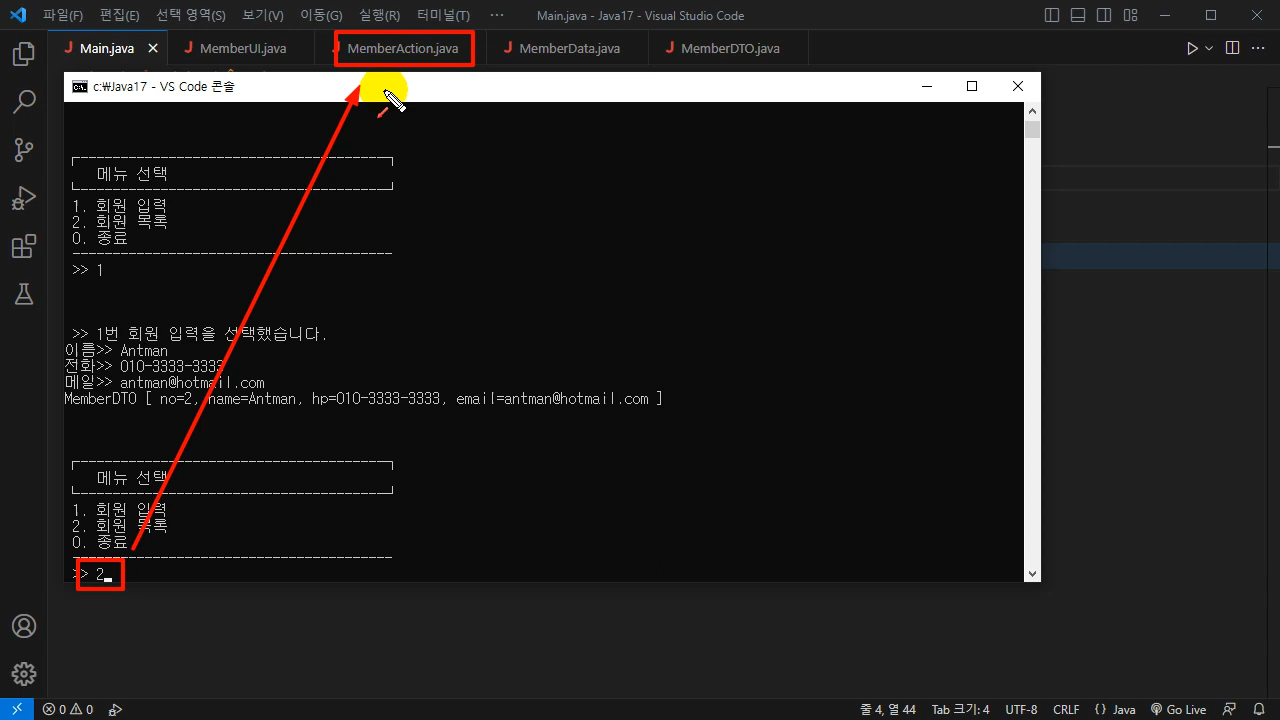 파일(F) 편집(E) 선택 영역(S) 보기(V) 이동(G) 실행(R) 터미널(T) ··· Main.java - Java17 - Visual Studio Code
Main.java MemberUI.java MemberAction.java MemberData.java MemberDTO.java
c:₩Java17 - VS Code 콘솔
메뉴 선택
1. 회원 입력
2. 회원 목록
0. 종료
----------------------------------------
>> 1
>> 1번 회원 입력을 선택했습니다.
이름>> Antman
전화>> 010-3333-3333
메일>> antman@hotmail.com
MemberDTO [ no=2, name=Antman, hp=010-3333-3333, email=antman@hotmail.com ]
메뉴 선택
1. 회원 입력
2. 회원 목록
0. 종료
----------------------------------------
>> 2
0 0 줄 4, 열 44 Tab 크기: 4 UTF-8 CRLF {} Java Go Live